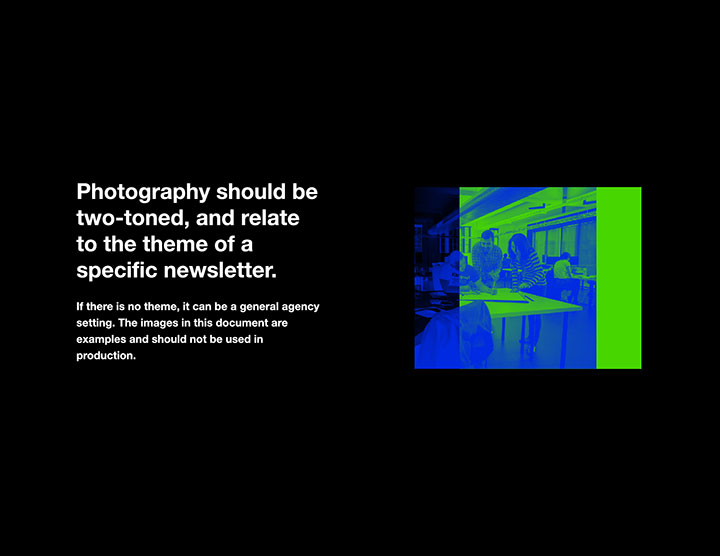 Photography should be
two-toned, and relate
to the theme of a
specific newsletter.
If there is no theme, it can be a general agency
setting. The images in this document are
examples and should not be used in
production.